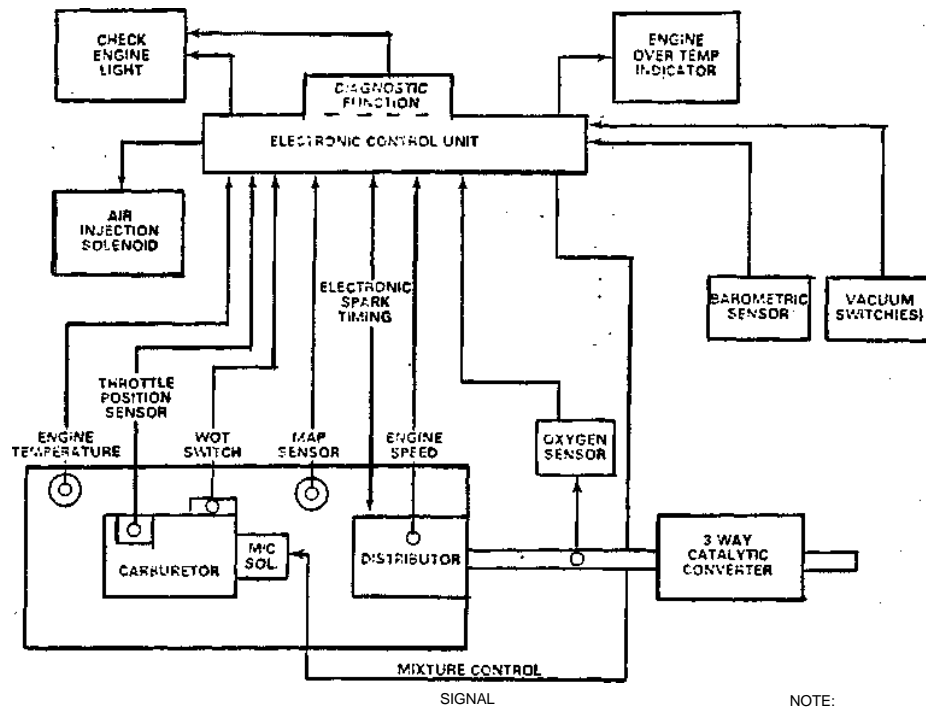 CHECK
ENGINE
LIGHT
ENGINE
OVER TEMP
INDICATOR
DIAGNOSTIC
FUNCTION
ELECTRONIC CONTROL UNIT
AIR
INJECTION
SOLENOID
ELECTRONIC
SPARK
TIMING
BAROMETRIC
SENSOR
VACUUM
SWITCH(ES)
THROTTLE
POSITION
SENSOR
ENGINE
TEMPERATURE
WOT
SWITCH
MAP
SENSOR
ENGINE
SPEED
OXYGEN
SENSOR
CARBURETOR
M/C
SOL.
DISTRIBUTOR
3 WAY
CATALYTIC
CONVERTER
MIXTURE CONTROL
SIGNAL
NOTE: